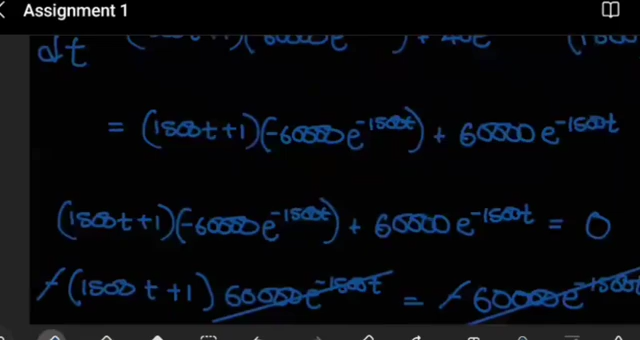 Assignment 1
dt
= (1500t+1)(-60000e^-1500t) + 60000e^-1500t
(1500t+1)(-60000e^-1500t) + 60000e^-1500t = 0
-(1500t+1) 60000e^-1500t = -60000e^-1500t